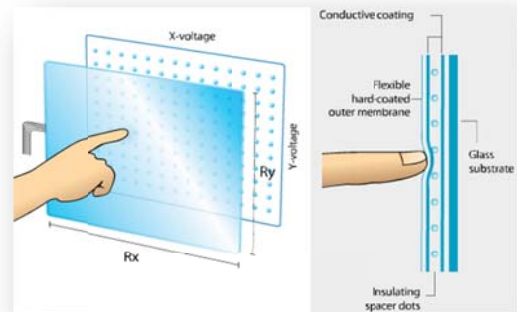 X-voltage
Y-voltage
Ry
Rx
Conductive coating
Flexible
hard-coated
outer membrane
Glass
substrate
Insulating
spacer dots